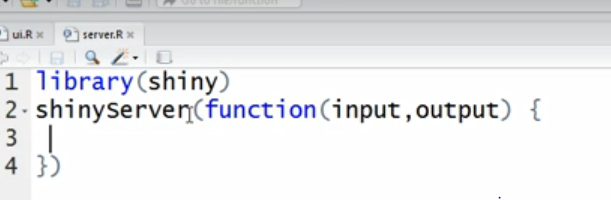 Go to file/function
ui.R ×
server.R ×
1 library(shiny)
2 shinyServer(function(input,output) {
3
4 })